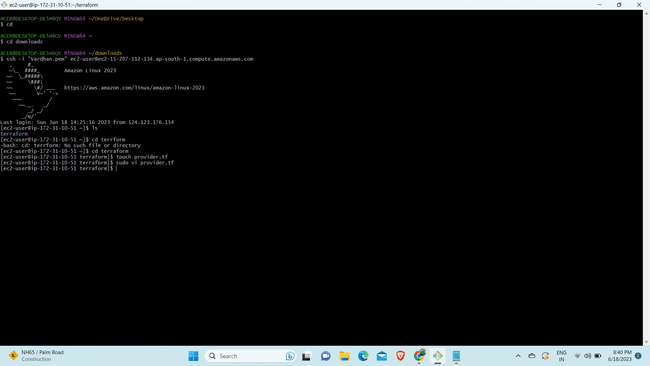 ec2-user@ip-172-31-10-51:~/terraform
ACER@DESKTOP-DE5H6QV MINGW64 ~/OneDrive/Desktop
$ cd
ACER@DESKTOP-DE5H6QV MINGW64 ~
$ cd downloads
ACER@DESKTOP-DE5H6QV MINGW64 ~/downloads
$ ssh -i "Vardhan.pem" ec2-user@ec2-15-207-112-134.ap-south-1.compute.amazonaws.com
Amazon Linux 2023
https://aws.amazon.com/linux/amazon-linux-2023
Last login: Sun Jun 18 14:25:16 2023 from 124.123.176.154
[ec2-user@ip-172-31-10-51 ~]$ ls
terraform
[ec2-user@ip-172-31-10-51 ~]$ cd terrform
-bash: cd: terrform: No such file or directory
[ec2-user@ip-172-31-10-51 ~]$ cd terraform
[ec2-user@ip-172-31-10-51 terraform]$ touch provider.tf
[ec2-user@ip-172-31-10-51 terraform]$ sudo vi provider.tf
[ec2-user@ip-172-31-10-51 terraform]$
NH65 / Palm Road
Construction
Search
ENG
IN
8:40 PM
6/18/2023
2